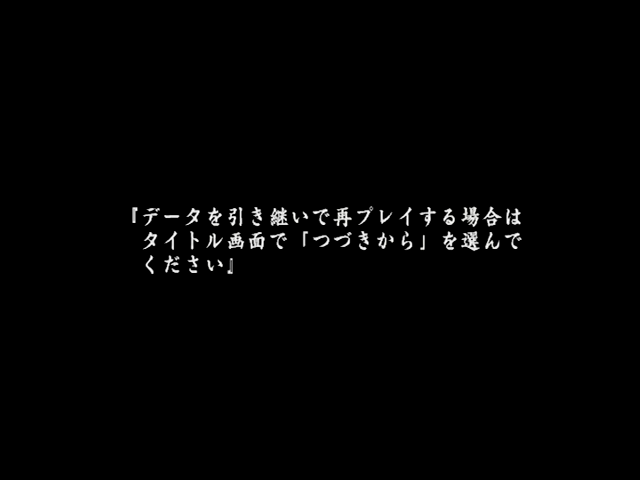 『データを引き継いで再プレイする場合は
タイトル画面で「つづきから」を選んで
ください』